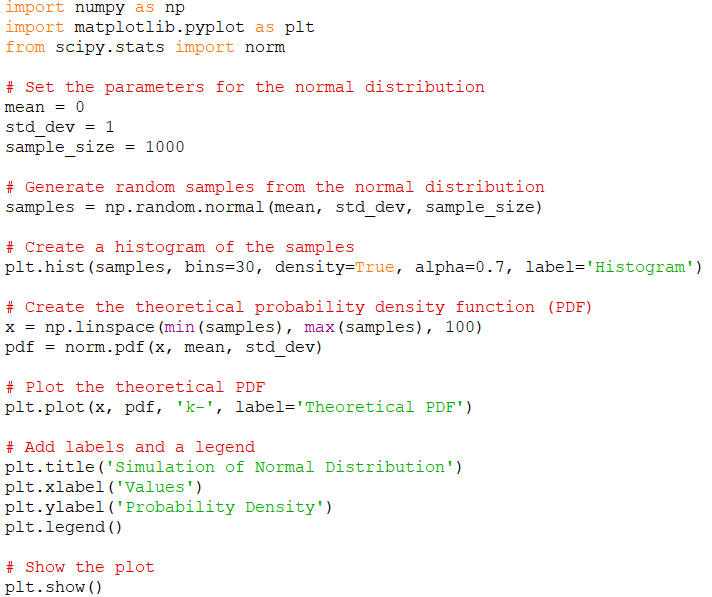 import numpy as np
import matplotlib.pyplot as plt
from scipy.stats import norm

# Set the parameters for the normal distribution
mean = 0
std_dev = 1
sample_size = 1000

# Generate random samples from the normal distribution
samples = np.random.normal(mean, std_dev, sample_size)

# Create a histogram of the samples
plt.hist(samples, bins=30, density=True, alpha=0.7, label='Histogram')

# Create the theoretical probability density function (PDF)
x = np.linspace(min(samples), max(samples), 100)
pdf = norm.pdf(x, mean, std_dev)

# Plot the theoretical PDF
plt.plot(x, pdf, 'k-', label='Theoretical PDF')

# Add labels and a legend
plt.title('Simulation of Normal Distribution')
plt.xlabel('Values')
plt.ylabel('Probability Density')
plt.legend()

# Show the plot
plt.show()